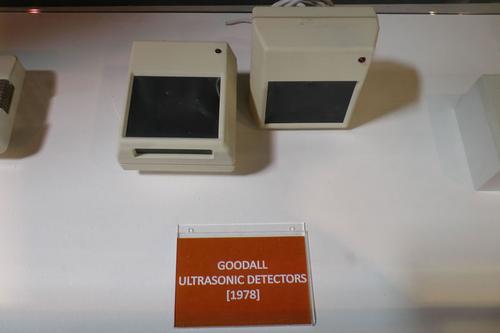 GOODALL
ULTRASONIC DETECTORS
[1978]